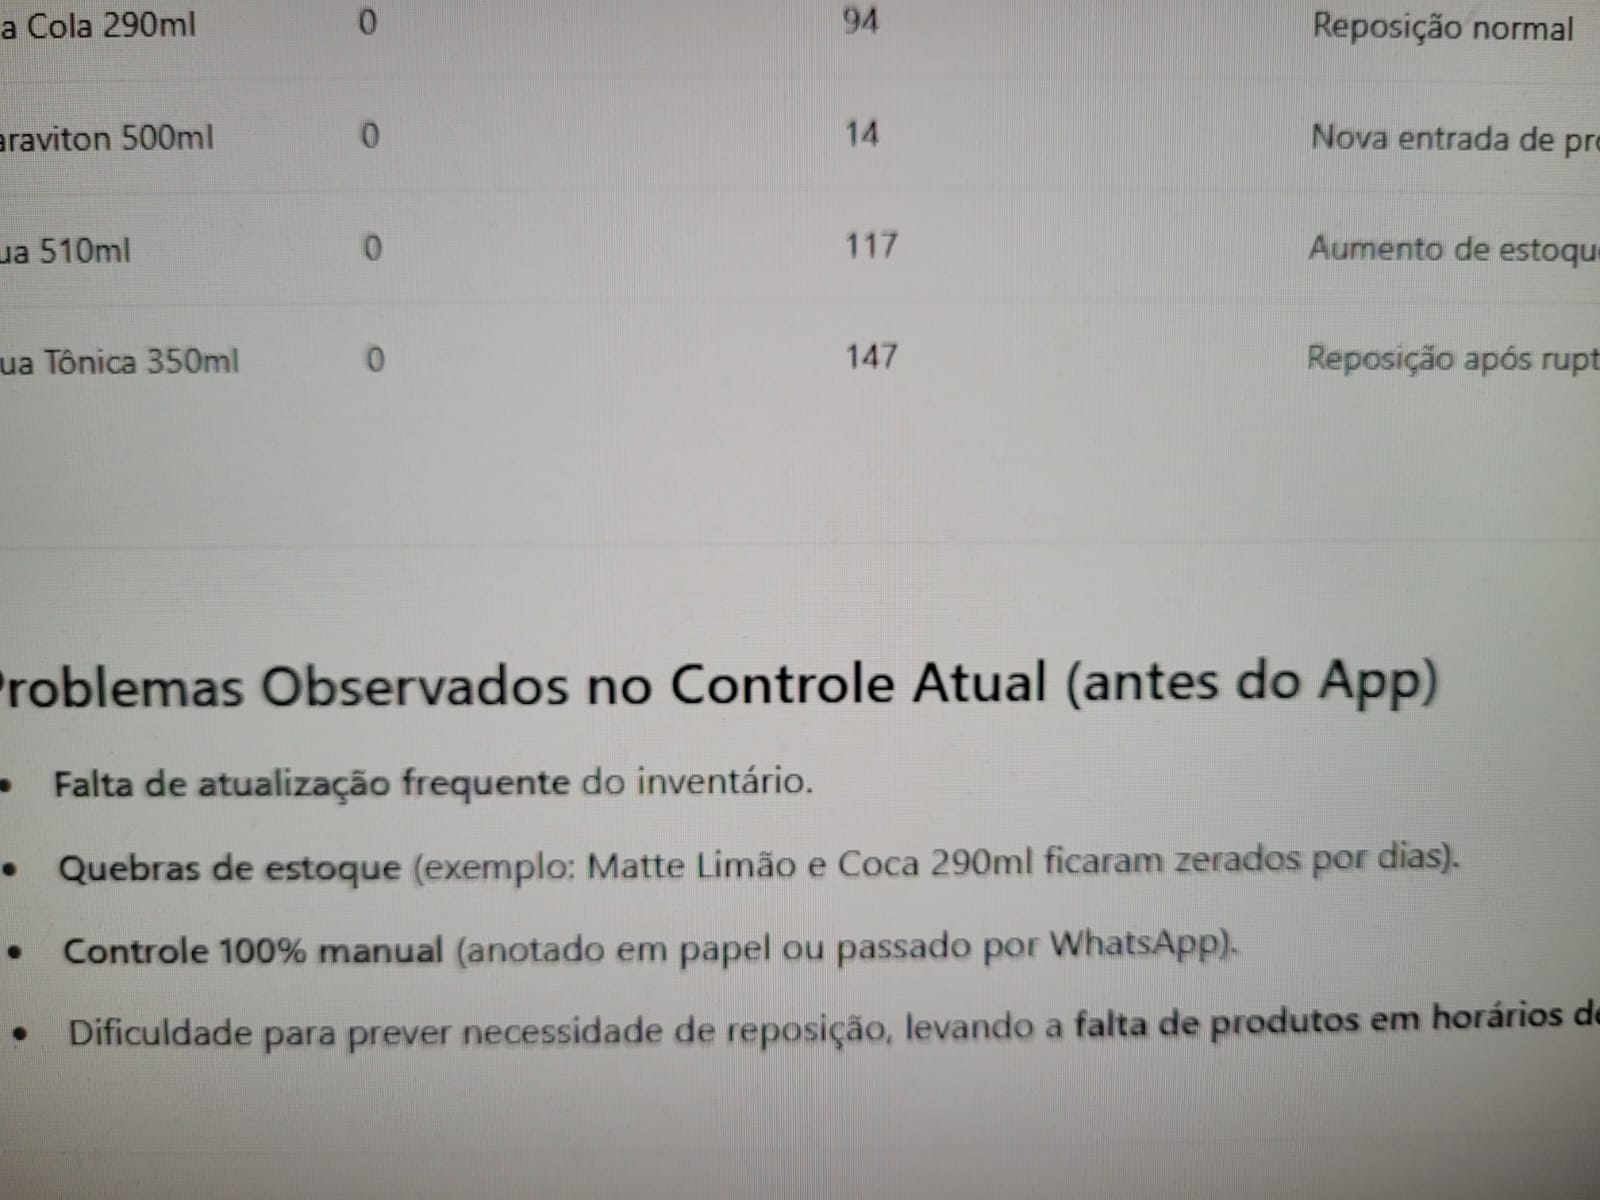 a Cola 290ml 0 94 Reposição normal
araviton 500ml 0 14 Nova entrada de pro
ua 510ml 0 117 Aumento de estoqu
ua Tônica 350ml 0 147 Reposição após rupt
Problemas Observados no Controle Atual (antes do App)
• Falta de atualização frequente do inventário.
• Quebras de estoque (exemplo: Matte Limão e Coca 290ml ficaram zerados por dias).
• Controle 100% manual (anotado em papel ou passado por WhatsApp).
• Dificuldade para prever necessidade de reposição, levando a falta de produtos em horários de